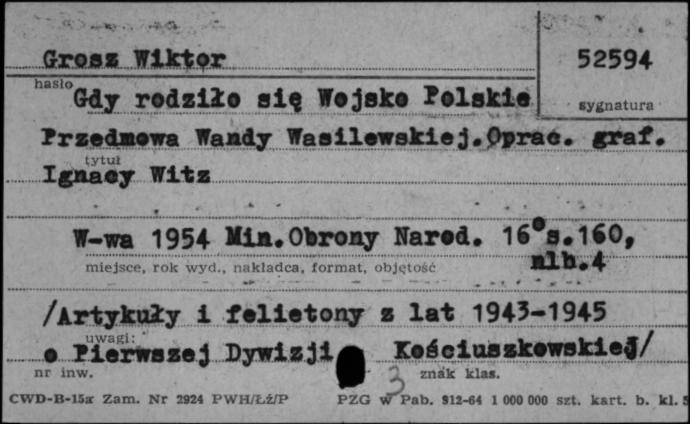 Grosz Wiktor 52594
hasło
Gdy rodziło się Wojsko Polskie
sygnatura
Przedmowa Wandy Wasilewskiej.Oprac. graf.
tytuł
Ignacy Witz
W-wa 1954 Min.Obrony Narod. 16° s.160,
miejsce, rok wyd., nakładca, format, objętość nlb.4
/Artykuły i felietony z lat 1943-1945
uwagi:
o Pierwszej Dywizji Kościuszkowskiej/
nr inw. 3 znak klas.
CWD-B-15a Zam. Nr 2924 PWH/Łź/P PZG w Pab. 812-64 1 000 000 szt. kart. b. kl.